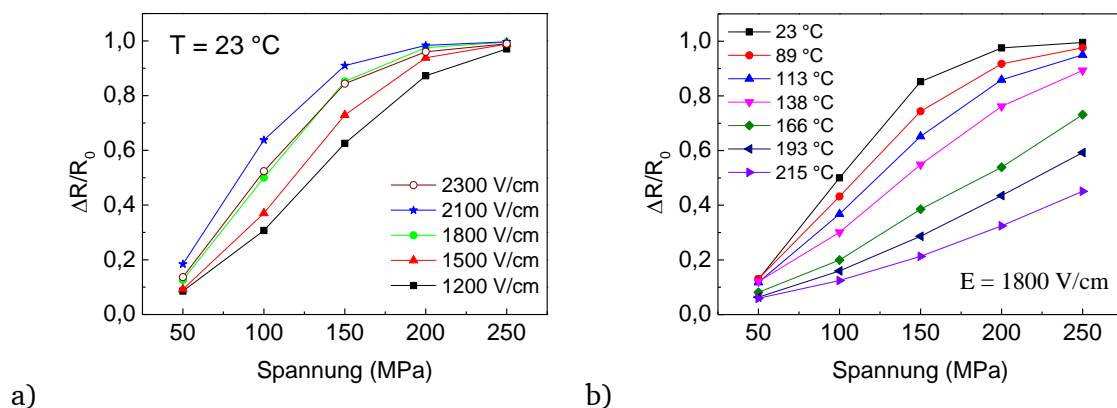 T = 23 °C
1,0
0,8
0,6
0,4
0,2
0,0
ΔR/R0
2300 V/cm
2100 V/cm
1800 V/cm
1500 V/cm
1200 V/cm
50 100 150 200 250
Spannung (MPa)
a)
23 °C
89 °C
113 °C
138 °C
166 °C
193 °C
215 °C
1,0
0,8
0,6
0,4
0,2
0,0
ΔR/R0
E = 1800 V/cm
50 100 150 200 250
Spannung (MPa)
b)